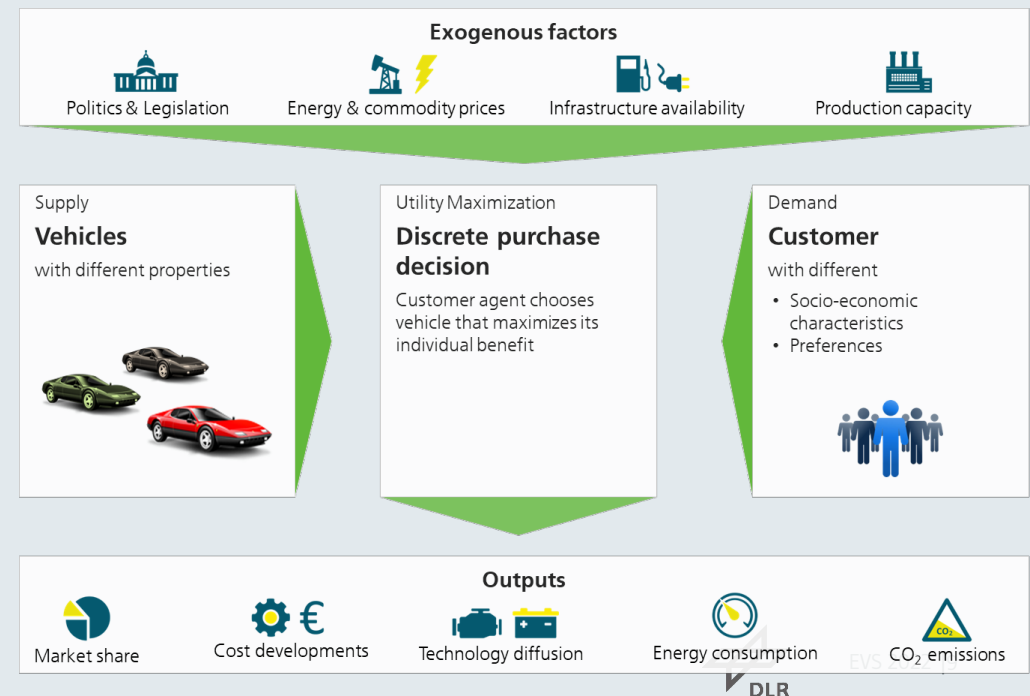 Exogenous factors
Politics & Legislation
Energy & commodity prices
Infrastructure availability
Production capacity
Supply
Vehicles
with different properties
Utility Maximization
Discrete purchase
decision
Customer agent chooses
vehicle that maximizes its
individual benefit
Demand
Customer
with different
• Socio-economic
characteristics
• Preferences
Outputs
€
CO₂
Market share
Cost developments
Technology diffusion
Energy consumption
CO₂ emissions
EVS 2022
DLR